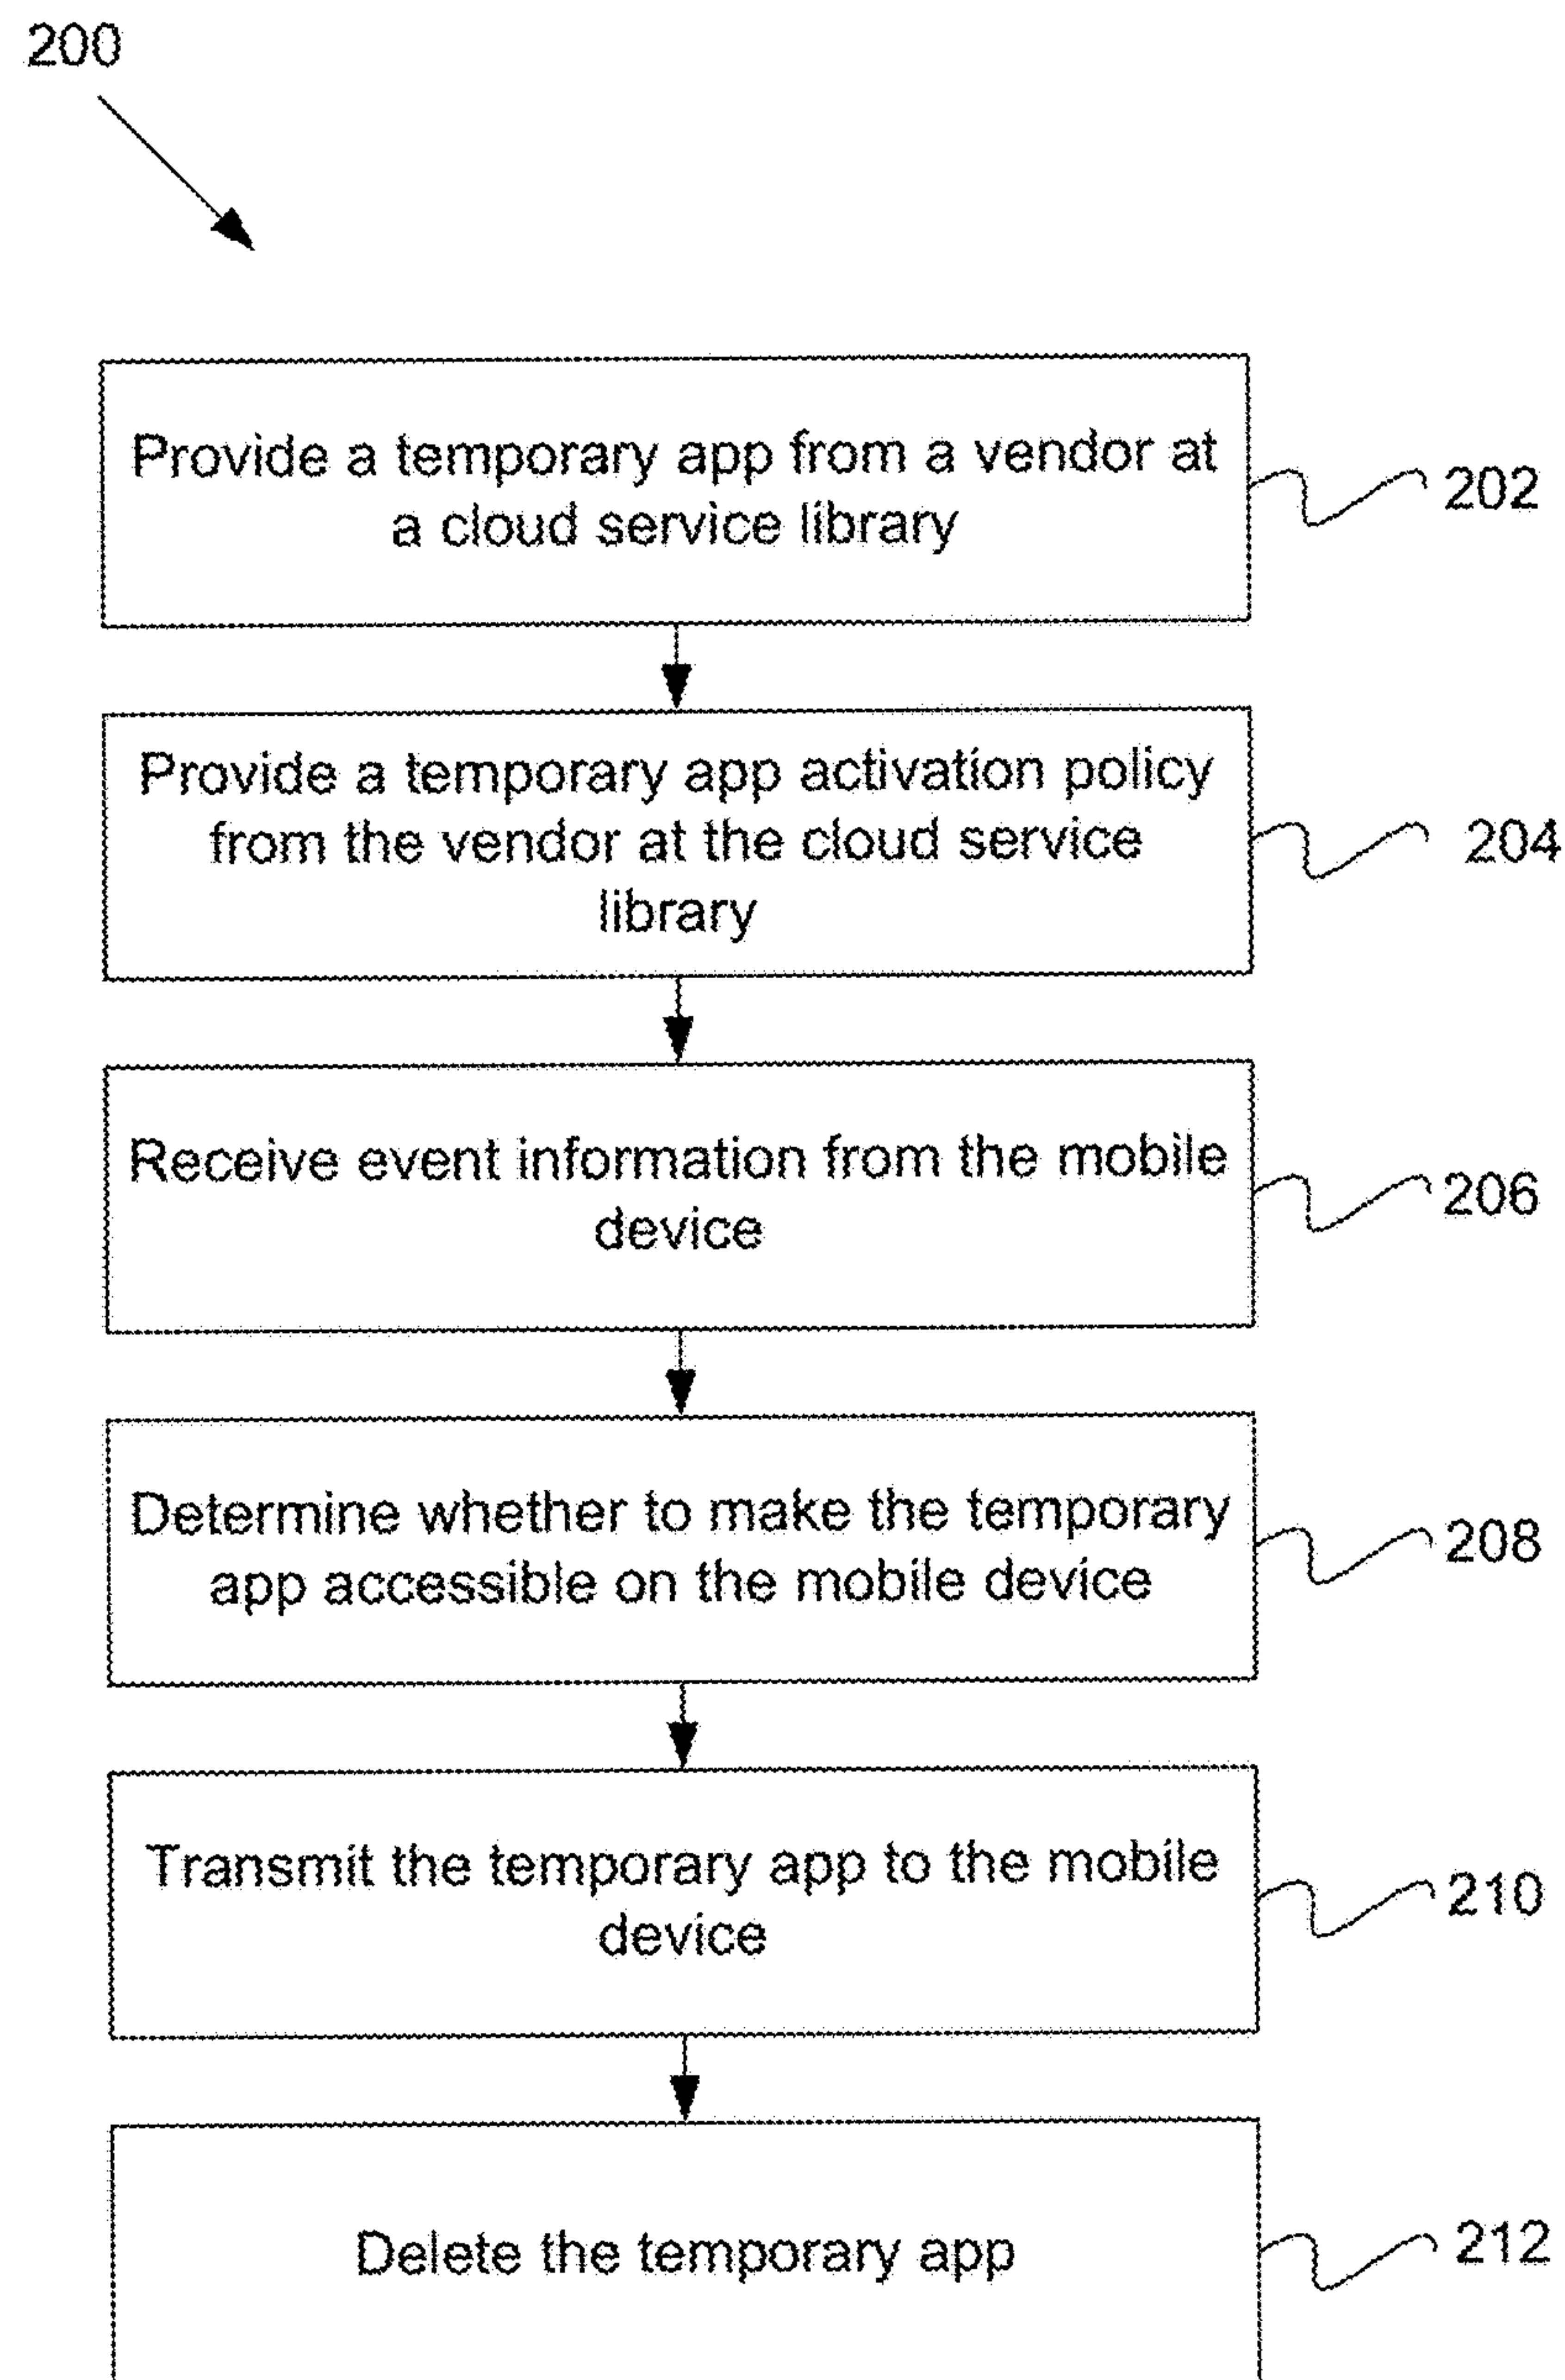 200
Provide a temporary app from a vendor at
a cloud service library
202
Provide a temporary app activation policy
from the vendor at the cloud service
library
204
Receive event information from the mobile
device
206
Determine whether to make the temporary
app accessible on the mobile device
208
Transmit the temporary app to the mobile
device
210
Delete the temporary app
212